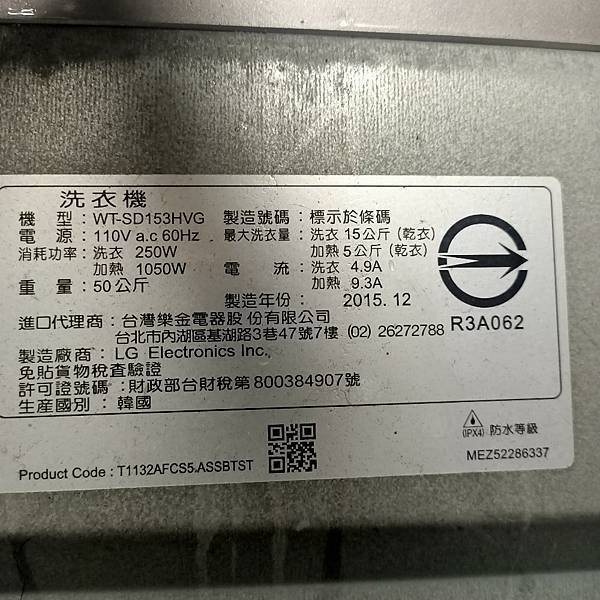 洗衣機
機 型：WT-SD153HVG 製造號碼：標示於條碼
電 源：110V a.c 60Hz 最大洗衣量：洗衣 15公斤 (乾衣)
消耗功率：洗衣 250W 加熱 5公斤 (乾衣)
加熱 1050W 電 流：洗衣 4.9A
重 量：50公斤 加熱 9.3A
製造年份： 2015.12
進口代理商：台灣樂金電器股份有限公司
台北市內湖區基湖路3巷47號7樓 (02) 26272788
R3A062
製造廠商：LG Electronics Inc.
免貼貨物稅查驗證
許可證號碼：財政部台財稅第800384907號
生產國別：韓國
(IPX4) 防水等級
MEZ52286337
Product Code : T1132AFCS5.ASSBTST